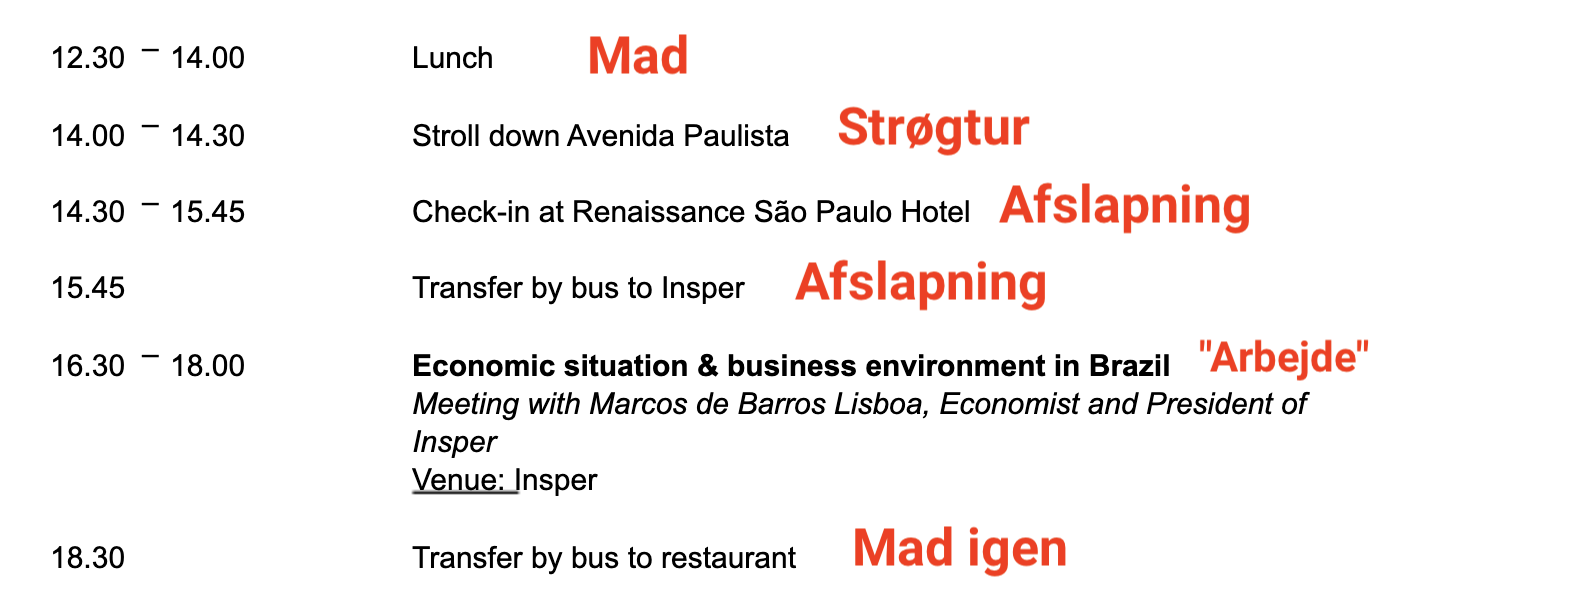 12.30 – 14.00 Lunch Mad
14.00 – 14.30 Stroll down Avenida Paulista Strøgtur
14.30 – 15.45 Check-in at Renaissance São Paulo Hotel Afslapning
15.45 Transfer by bus to Insper Afslapning
16.30 – 18.00 Economic situation & business environment in Brazil "Arbejde"
Meeting with Marcos de Barros Lisboa, Economist and President of
Insper
Venue: Insper
18.30 Transfer by bus to restaurant Mad igen